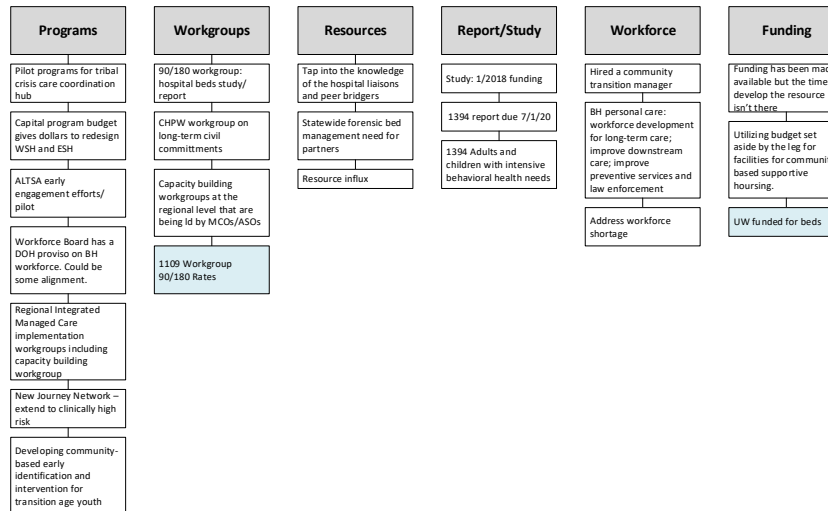 Programs
Pilot programs for tribal
crisis care coordination
hub
Capital program budget
gives dollars to redesign
WSH and ESH
ALTSA early
engagement efforts/
pilot
Workforce Board has a
DOH proviso on BH
workforce. Could be
some alignment.
Regional Integrated
Managed Care
implementation
workgroups including
capacity building
workgroup
New Journey Network –
extend to clinically high
risk
Developing community-
based early
identification and
intervention for
transition age youth
Workgroups
90/180 workgroup:
hospital beds study/
report
CHPW workgroup on
long-term civil
committments
Capacity building
workgroups at the
regional level that are
being ld by MCOs/ASOs
1109 Workgroup
90/180 Rates
Resources
Tap into the knowledge
of the hospital liaisons
and peer bridgers
Statewide forensic bed
management need for
partners
Resource influx
Report/Study
Study: 1/2018 funding
1394 report due 7/1/20
1394 Adults and
children with intensive
behavioral health needs
Workforce
Hired a community
transition manager
BH personal care:
workforce development
for long-term care;
improve downstream
care; improve
preventive services and
law enforcement
Address workforce
shortage
Funding
Funding has been
available but the time
develop the resource
isn't there
Utilizing budget set
aside by the leg for
facilities for
based supportive
hoursing.
UW funded for beds